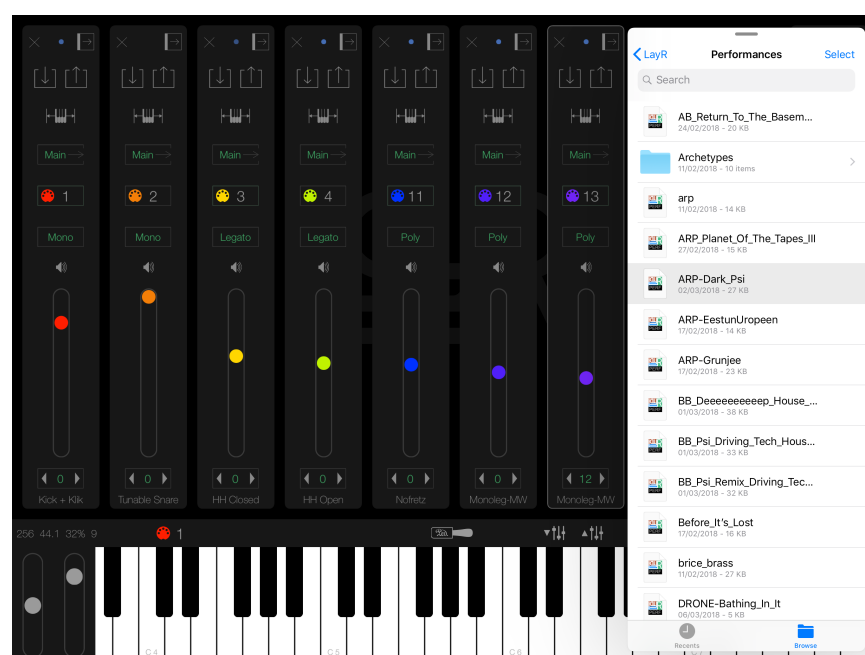 Main Main Main Main Main Main Main
1 2 3 4 11 12 13
Mono Mono Legato Legato Poly Poly Poly
0 0 0 0 0 0 12
Kick + Klik Tunable Snare HH Closed HH Open Nofretz Monoleg-MW Monoleg-MW
256 44.1 32% 9 1
C 4 C 5 C 6
LayR Performances Select
Search
AB_Return_To_The_Basem...
24/02/2018 - 20 KB
Archetypes
11/02/2018 - 10 items
arp
11/02/2018 - 14 KB
ARP_Planet_Of_The_Tapes_III
27/02/2018 - 15 KB
ARP-Dark_Psi
02/03/2018 - 27 KB
ARP-EestunUropeen
17/02/2018 - 14 KB
ARP-Grunjee
17/02/2018 - 23 KB
BB_Deeeeeeeeep_House_...
01/03/2018 - 38 KB
BB_Psi_Driving_Tech_Hous...
01/03/2018 - 33 KB
BB_Psi_Remix_Driving_Tec...
01/03/2018 - 32 KB
Before_It's_Lost
17/02/2018 - 16 KB
brice_brass
11/02/2018 - 27 KB
DRONE-Bathing_In_It
06/03/2018 - 5 KB
Recents Browse